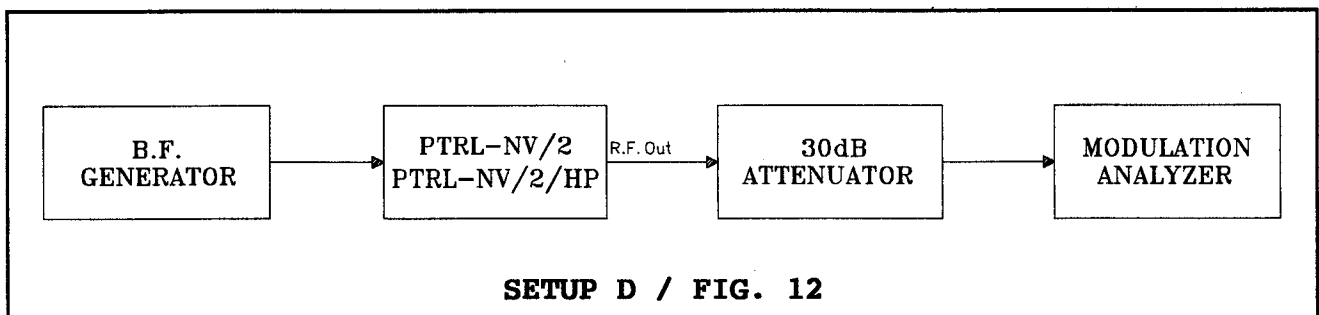 B.F.
GENERATOR
PTRL-NV/2
PTRL-NV/2/HP
R.F. Out
30dB
ATTENUATOR
MODULATION
ANALYZER
SETUP D / FIG. 12